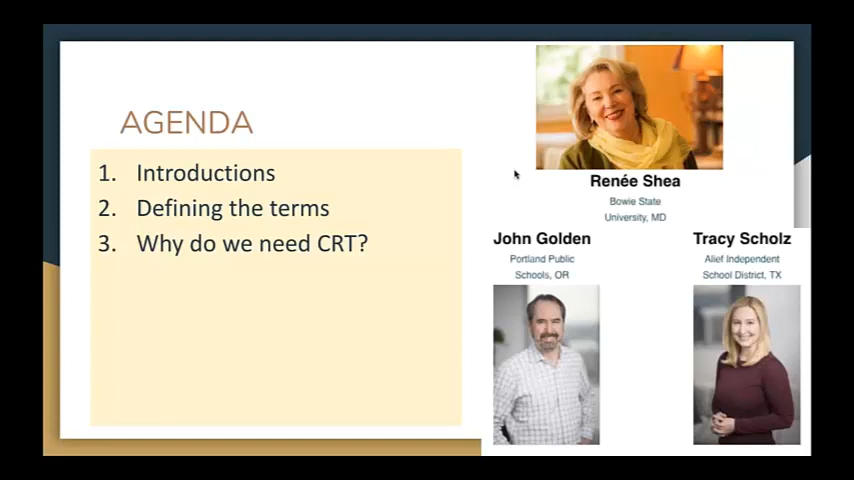 AGENDA
1. Introductions
2. Defining the terms
3. Why do we need CRT?
Renée Shea
Bowie State
University, MD
John Golden
Portland Public
Schools, OR
Tracy Scholz
Alief Independent
School District, TX